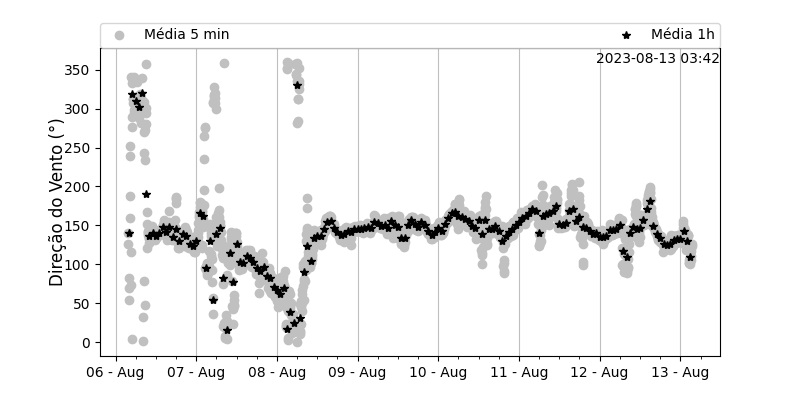 Média 5 min
Média 1h
2023-08-13 03:42
Direção do Vento (°)
350
300
250
200
150
100
50
0
06 - Aug
07 - Aug
08 - Aug
09 - Aug
10 - Aug
11 - Aug
12 - Aug
13 - Aug